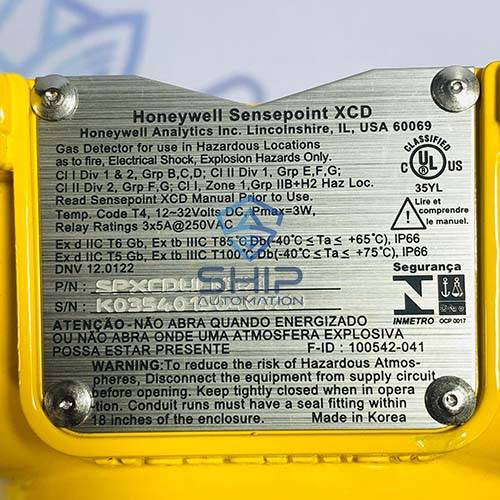 Honeywell Sensepoint XCD
Honeywell Analytics Inc. Lincolnshire, IL, USA 60069
Gas Detector for use in Hazardous Locations
as to fire, Electrical Shock, Explosion Hazards Only.
Cl I Div 1 & 2, Grp B,C,D; Cl II Div 1, Grp E,F,G;
Cl II Div 2, Grp F,G; Cl I, Zone 1,Grp IIB+H2 Haz Loc.
Read Sensepoint XCD Manual Prior to Use.
Temp. Code T4, 12~32Volts DC, Pmax=3W,
Relay Ratings 3x5A@250VAC
Ex d IIC T6 Gb, Ex tb IIIC T85°C Db(-40°C ≤Ta ≤ +65°C), IP66
Ex d IIC T5 Gb, Ex tb IIIC T100°C Db(-40°C ≤Ta ≤ +75°C), IP66
DNV 12.0122
P/N :
S/N :
CLASSIFIED
C UL US
35YL
Lire et
comprendre
le manuel.
Segurança
INMETRO
OCP 0017
SHIP
AUTOMATION
ATENÇÃO - NÃO ABRA QUANDO ENERGIZADO
OU NÃO ABRA ONDE UMA ATMOSFERA EXPLOSIVA
POSSA ESTAR PRESENTE F-ID : 100542-041
WARNING:To reduce the risk of Hazardous Atmos-
pheres, Disconnect the equipment from supply circuit
before opening. Keep tightly closed when in opera
tion. Conduit runs must have a seal fitting within
18 inches of the enclosure. Made in Korea